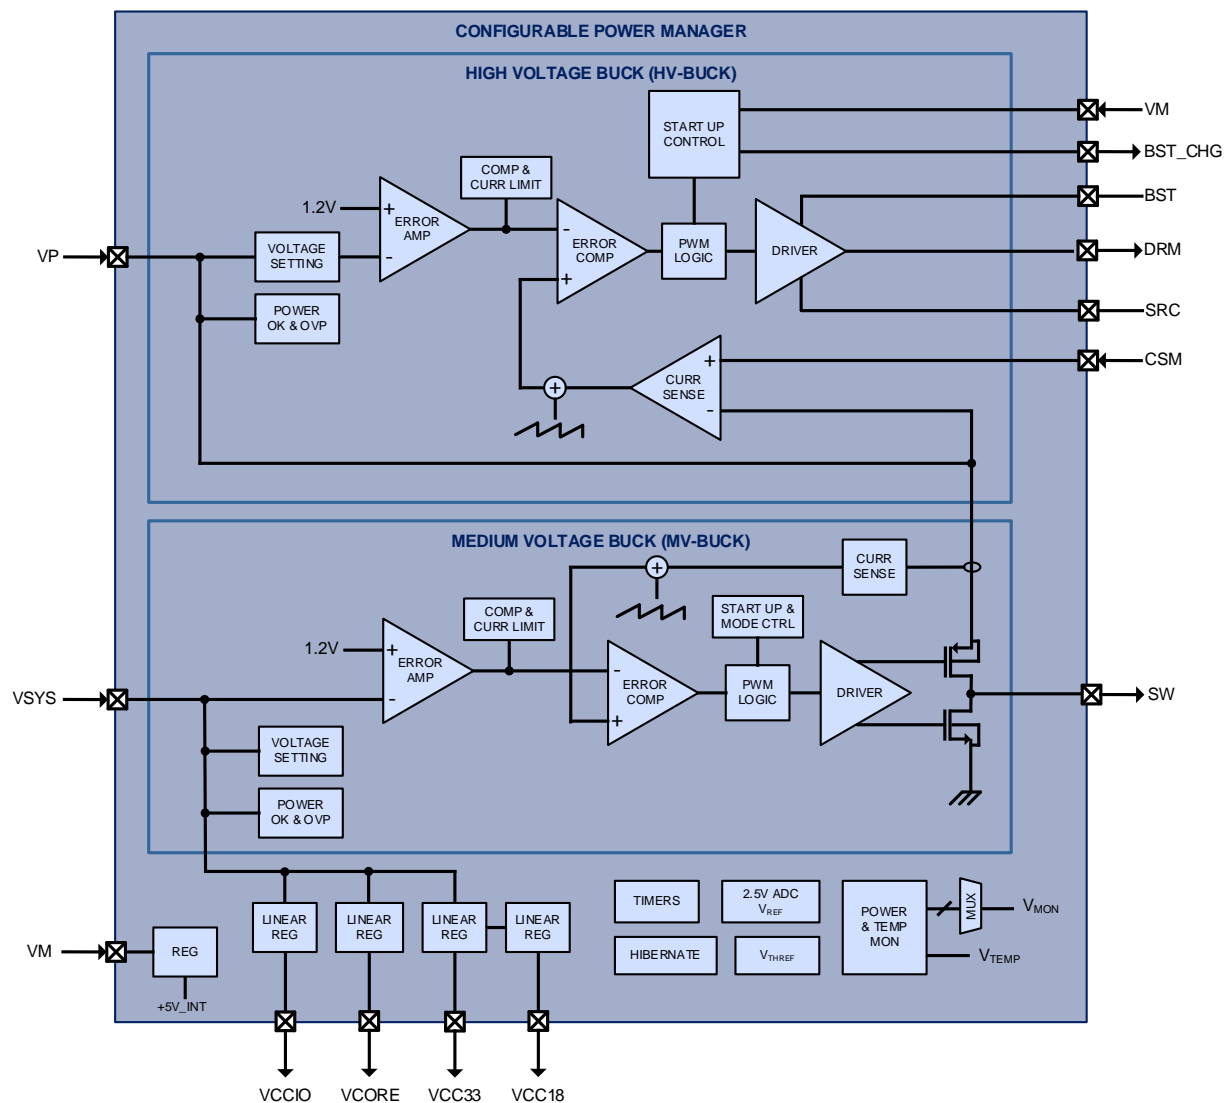 CONFIGURABLE POWER MANAGER
HIGH VOLTAGE BUCK (HV-BUCK)
VM
START UP
CONTROL
BST_CHG
COMP &
CURR LIMIT
BST
1.2V
+
ERROR
AMP
-
-
ERROR
COMP
+
PWM
LOGIC
DRIVER
VP
VOLTAGE
SETTING
DRM
POWER
OK & OVP
SRC
CSM
+
CURR
SENSE
-
+
MEDIUM VOLTAGE BUCK (MV-BUCK)
CURR
SENSE
+
COMP &
CURR LIMIT
START UP &
MODE CTRL
1.2V
+
ERROR
AMP
-
-
ERROR
COMP
+
PWM
LOGIC
DRIVER
VSYS
SW
VOLTAGE
SETTING
POWER
OK & OVP
LINEAR
REG
LINEAR
REG
LINEAR
REG
LINEAR
REG
TIMERS
2.5V ADC
VREF
POWER
& TEMP
MON
MUX
VMON
VM
REG
+5V_INT
HIBERNATE
VTHREF
VTEMP
VCCIO
VCORE
VCC33
VCC18